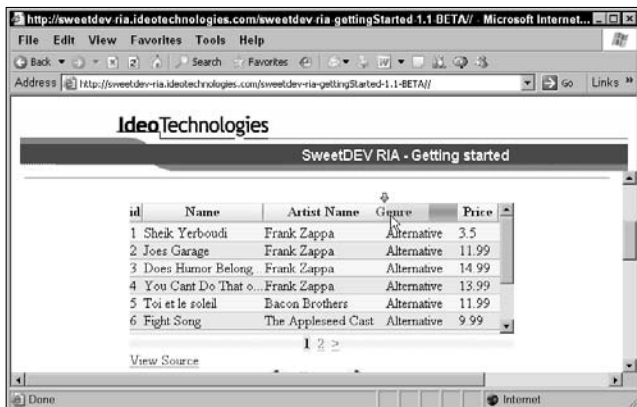 http://sweetdev-ria.ideotechnologies.com/sweetdev-ria-gettingStarted-1.1-BETA// - Microsoft Internet...
File Edit View Favorites Tools Help
Back Search Favorites
Address http://sweetdev-ria.ideotechnologies.com/sweetdev-ria-gettingStarted-1.1-BETA// Go Links »
IdeoTechnologies
SweetDEV RIA - Getting started
id Name Artist Name Genre Price
1 Sheik Yerboudi Frank Zappa Alternative 3.5
2 Joes Garage Frank Zappa Alternative 11.99
3 Does Humor Belong Frank Zappa Alternative 14.99
4 You Cant Do That o... Frank Zappa Alternative 13.99
5 Toi et le soleil Bacon Brothers Alternative 11.99
6 Fight Song The Appleseed Cast Alternative 9.99
1 2 >
View Source
Done Internet